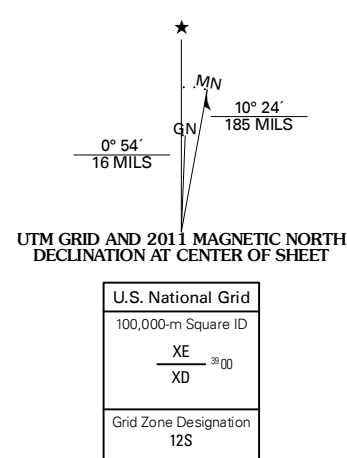 ★
MN
10° 24´
185 MILS
GN
0° 54´
16 MILS
UTM GRID AND 2011 MAGNETIC NORTH
DECLINATION AT CENTER OF SHEET
U.S. National Grid
100,000-m Square ID
XE
39 00
XD
Grid Zone Designation
12S